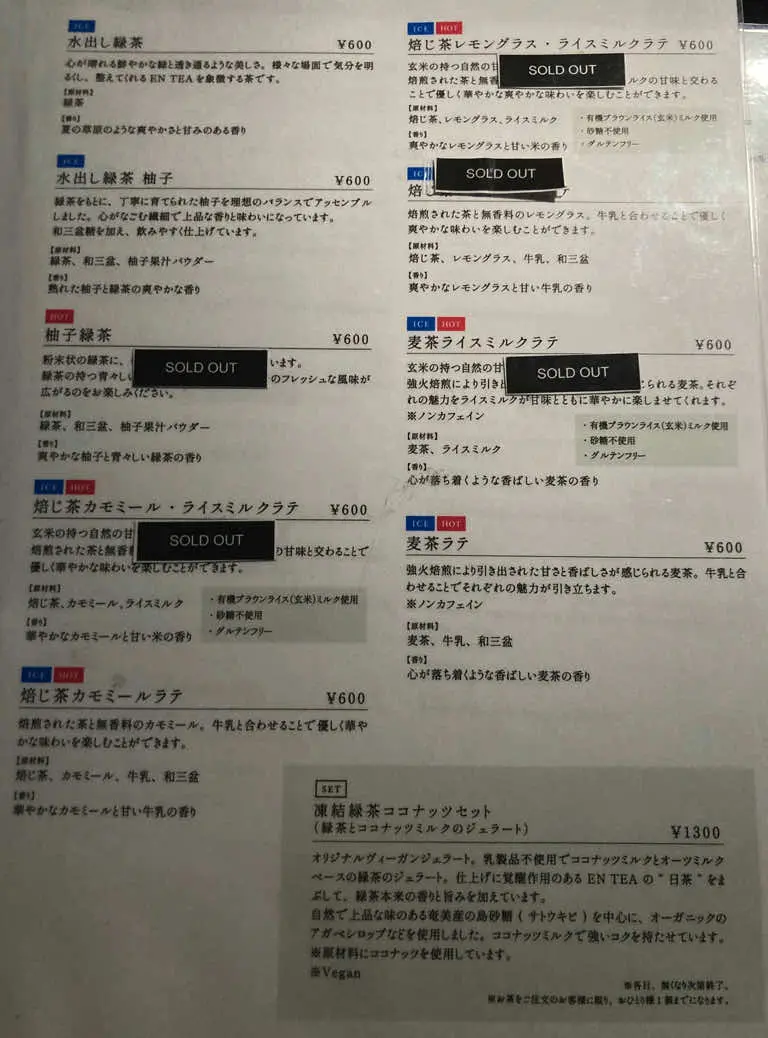 ICE
水出し緑茶 ¥600
心が晴れる鮮やかな緑と透き通るような美しさ。様々な場面で気分を明
るくし、整えてくれる EN TEA を象徴する茶です。
【原材料】
緑茶
【香り】
夏の草原のような爽やかさと甘みのある香り
ICE
水出し緑茶 柚子 ¥600
緑茶をもとに、丁寧に育てられた柚子を理想のバランスでアッセンブル
しました。心がなごむ繊細で上品な香りと味わいになっています。
和三盆糖を加え、飲みやすく仕上げています。
【原材料】
緑茶、和三盆、柚子果汁パウダー
【香り】
熟れた柚子と緑茶の爽やかな香り
HOT
柚子緑茶 ¥600
粉末状の緑茶に、 SOLD OUT います。
緑茶の持つ青々し のフレッシュな風味が
広がるのをお楽しみください。
【原材料】
緑茶、和三盆、柚子果汁パウダー
【香り】
爽やかな柚子と青々しい緑茶の香り
ICE HOT
焙じ茶カモミール・ライスミルクラテ ¥600
玄米の持つ自然の甘 SOLD OUT
焙煎された茶と無香 の甘味と交わることで
優しく華やかな味わいを楽しむことができます。
【原材料】
焙じ茶、カモミール、ライスミルク
【香り】
華やかなカモミールと甘い米の香り
・有機ブラウンライス(玄米)ミルク使用
・砂糖不使用
・グルテンフリー
ICE HOT
焙じ茶カモミールラテ ¥600
焙煎された茶と無香料のカモミール。牛乳と合わせることで優しく華や
かな味わいを楽しむことができます。
【原材料】
焙じ茶、カモミール、牛乳、和三盆
【香り】
華やかなカモミールと甘い牛乳の香り
ICE HOT
焙じ茶レモングラス・ライスミルクラテ ¥600
玄米の持つ自然の甘 SOLD OUT
焙煎された茶と無香 ルクの甘味と交わる
ことで優しく華やかな爽やかな味わいを楽しむことができます。
【原材料】
焙じ茶、レモングラス、ライスミルク
【香り】
爽やかなレモングラスと甘い米の香り
・有機ブラウンライス(玄米)ミルク使用
・砂糖不使用
・グルテンフリー
SOLD OUT
焙じ ¥600
焙煎された茶と無香料のレモングラス。牛乳と合わせることで優しく
爽やかな味わいを楽しむことができます。
【原材料】
焙じ茶、レモングラス、牛乳、和三盆
【香り】
爽やかなレモングラスと甘い牛乳の香り
ICE HOT
麦茶ライスミルクラテ ¥600
玄米の持つ自然の甘 SOLD OUT
強火焙煎により引き出 じられる麦茶。それぞ
れの魅力をライスミルクが甘味とともに華やかに楽しませてくれます。
※ノンカフェイン
【原材料】
麦茶、ライスミルク
【香り】
心が落ち着くような香ばしい麦茶の香り
・有機ブラウンライス(玄米)ミルク使用
・砂糖不使用
・グルテンフリー
ICE HOT
麦茶ラテ ¥600
強火焙煎により引き出された甘さと香ばしさが感じられる麦茶。牛乳と合
わせることでそれぞれの魅力が引き立ちます。
※ノンカフェイン
【原材料】
麦茶、牛乳、和三盆
【香り】
心が落ち着くような香ばしい麦茶の香り
SET
凍結緑茶ココナッツセット
(緑茶とココナッツミルクのジェラート) ¥1300
オリジナルヴィーガンジェラート。乳製品不使用でココナッツミルクとオーツミルク
ベースの緑茶のジェラート。仕上げに覚醒作用のある EN TEA の"日茶"をま
ぶして、緑茶本来の香りと旨みを加えています。
自然で上品な味のある奄美産の島砂糖(サトウキビ)を中心に、オーガニックの
アガベシロップなどを使用しました。ココナッツミルクで強いコクを持たせています。
※原材料にココナッツを使用しています。
※Vegan
※各日、無くなり次第終了。
※お茶をご注文のお客様に限り、おひとり様1個までになります。